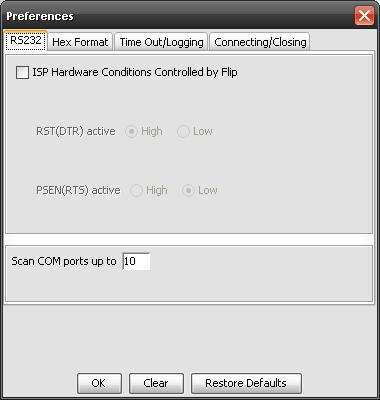 Preferences
RS232 Hex Format Time Out/Logging Connecting/Closing
ISP Hardware Conditions Controlled by Flip
RST(DTR) active High Low
PSEN(RTS) active High Low
Scan COM ports up to 10
OK Clear Restore Defaults